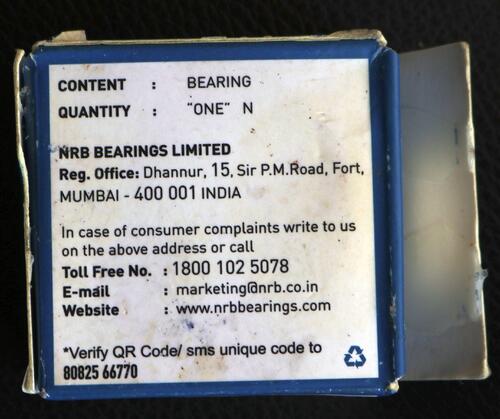 CONTENT : BEARING
QUANTITY : "ONE" N
NRB BEARINGS LIMITED
Reg. Office: Dhannur, 15, Sir P.M.Road, Fort,
MUMBAI - 400 001 INDIA
In case of consumer complaints write to us
on the above address or call
Toll Free No. : 1800 102 5078
E-mail : marketing@nrb.co.in
Website : www.nrbbearings.com
*Verify QR Code/ sms unique code to
80825 66770